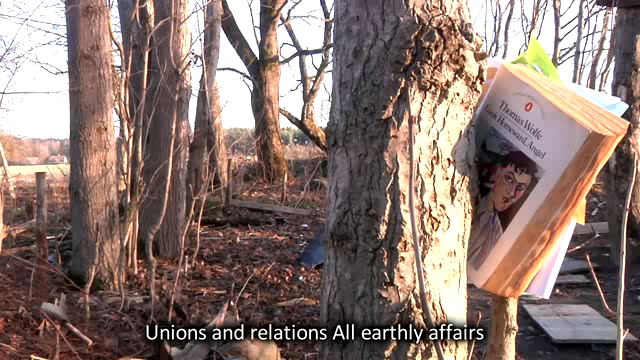 Thomas Wolfe
Look Homeward, Angel
Unions and relations All earthly affairs